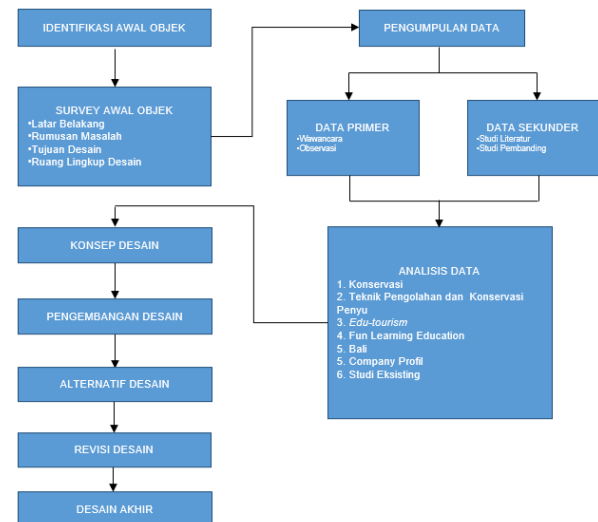 IDENTIFIKASI AWAL OBJEK
SURVEY AWAL OBJEK
•Latar Belakang
•Rumusan Masalah
•Tujuan Desain
•Ruang Lingkup Desain
PENGUMPULAN DATA
DATA PRIMER
•Wawancara
•Observasi
DATA SEKUNDER
•Studi Literatur
•Studi Pembanding
ANALISIS DATA
1. Konservasi
2. Teknik Pengolahan dan Konservasi
Penyu
3. Edu-tourism
4. Fun Learning Education
5. Bali
5. Company Profil
6. Studi Eksisting
KONSEP DESAIN
PENGEMBANGAN DESAIN
ALTERNATIF DESAIN
REVISI DESAIN
DESAIN AKHIR